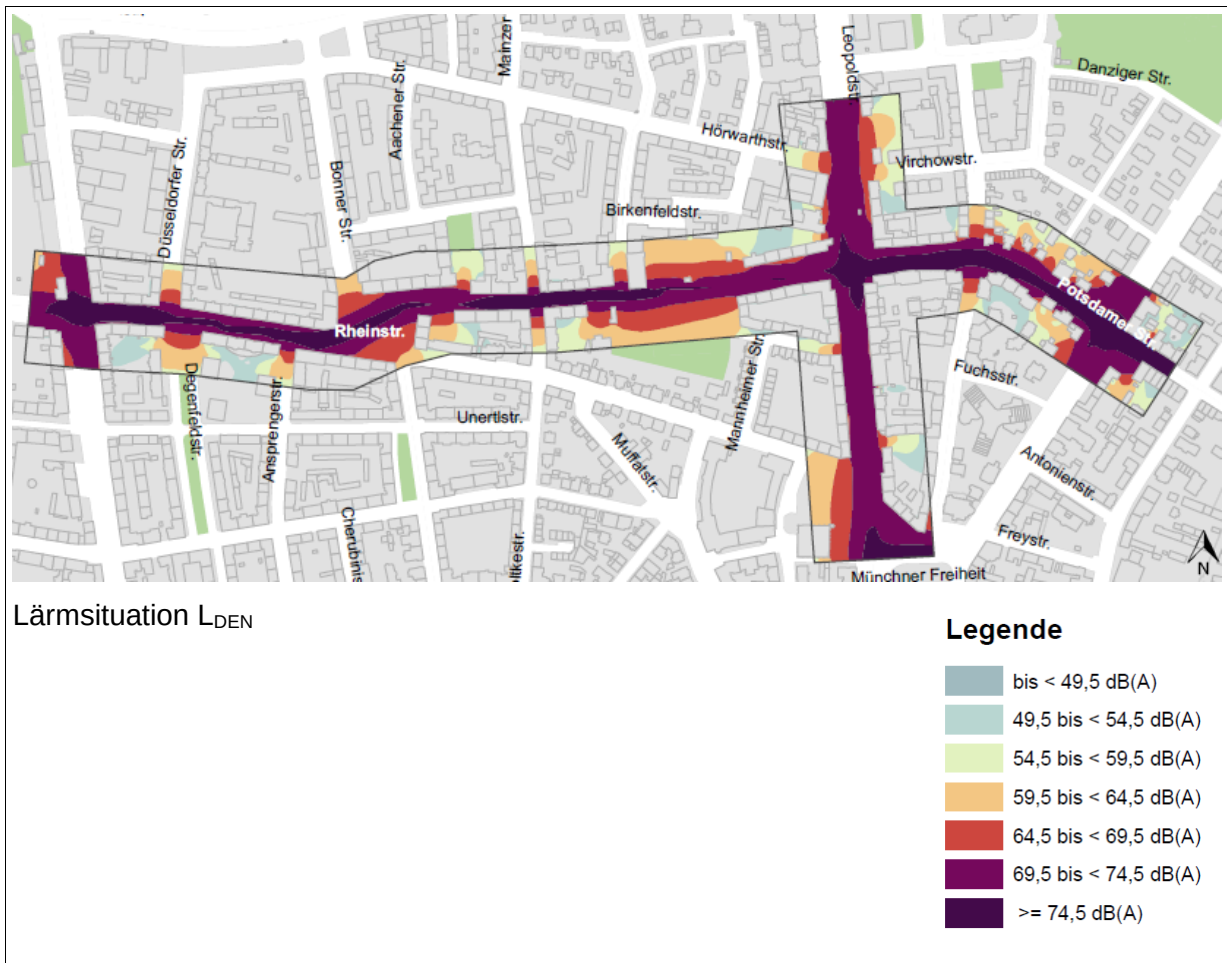 Mainzer
Leopoldstr.
Danziger Str.
Aachener Str.
Hörwarthstr.
Virchowstr.
Düsseldorfer Str.
Bonner Str.
Birkenfeldstr.
Rheinstr.
Potsdamer Str.
Degenfeldstr.
Ansprengerstr.
Unertlstr.
Muffatstr.
Mannheimer Str.
Fuchsstr.
Antonienstr.
Cherubinis
oltkestr.
Freystr.
Münchner Freiheit
N
Lärmsituation LDEN
Legende
bis < 49,5 dB(A)
49,5 bis < 54,5 dB(A)
54,5 bis < 59,5 dB(A)
59,5 bis < 64,5 dB(A)
64,5 bis < 69,5 dB(A)
69,5 bis < 74,5 dB(A)
>= 74,5 dB(A)